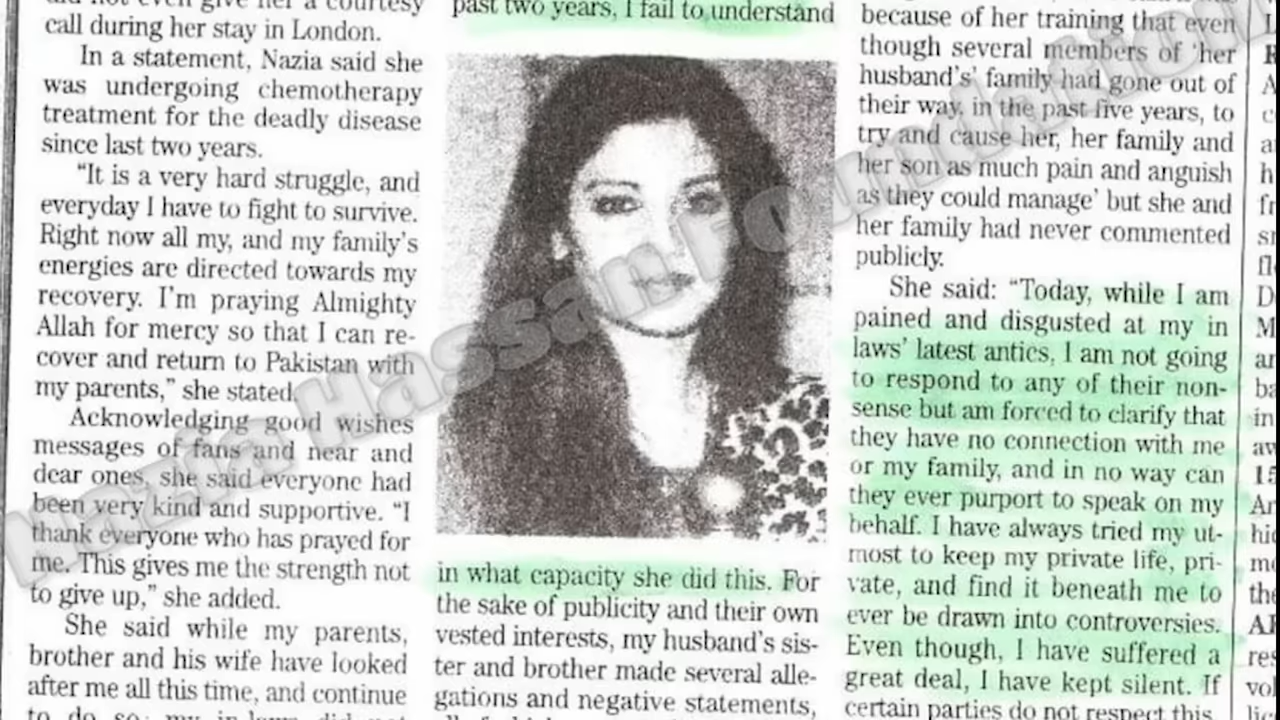 call during her stay in London.
In a statement, Nazia said she
was undergoing chemotherapy
treatment for the deadly disease
since last two years.
“It is a very hard struggle, and
everyday I have to fight to survive.
Right now all my, and my family’s
energies are directed towards my
recovery. I’m praying Almighty
Allah for mercy so that I can re-
cover and return to Pakistan with
my parents,” she stated.
Acknowledging good wishes
messages of fans and near and
dear ones, she said everyone had
been very kind and supportive. “I
thank everyone who has prayed for
me. This gives me the strength not
to give up,” she added.
She said while my parents,
brother and his wife have looked
after me all this time, and continue
to do so; my in-laws did not
past two years, I fail to understand
in what capacity she did this. For
the sake of publicity and their own
vested interests, my husband’s sis-
ter and brother made several alle-
gations and negative statements,
because of her training that even
though several members of ‘her
husband’s’ family had gone out of
their way, in the past five years, to
try and cause her, her family and
her son as much pain and anguish
as they could manage’ but she and
her family had never commented
publicly.
She said: “Today, while I am
pained and disgusted at my in
laws’ latest antics, I am not going
to respond to any of their non-
sense but am forced to clarify that
they have no connection with me
or my family, and in no way can
they ever purport to speak on my
behalf. I have always tried my ut-
most to keep my private life, pri-
vate, and find it beneath me to
ever be drawn into controversies.
Even though, I have suffered a
great deal, I have kept silent. If
certain parties do not respect this
Nazia Hassan